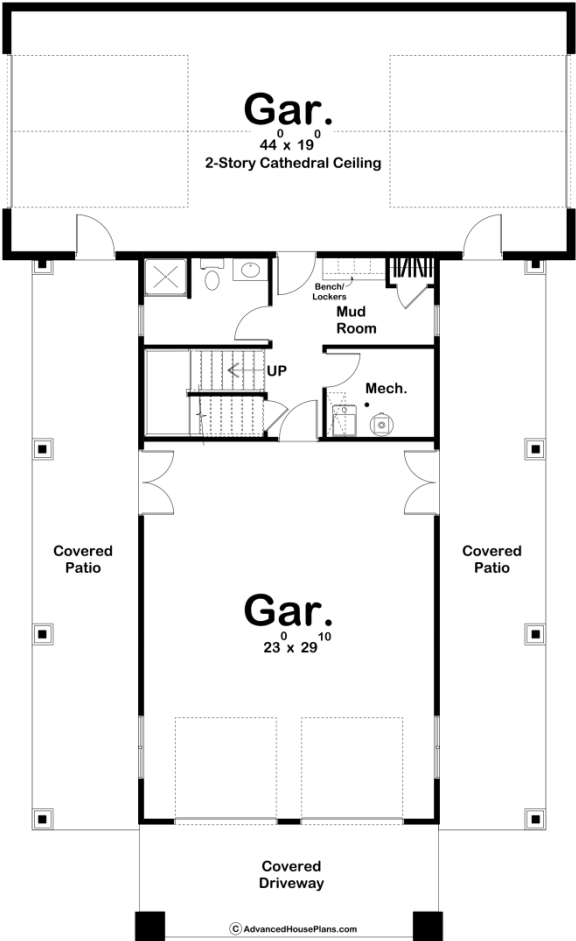 Gar.
44⁰ x 19⁰
2-Story Cathedral Ceiling
Bench/
Lockers
Mud
Room
UP
Mech.
Covered
Patio
Covered
Patio
Gar.
23⁰ x 29¹⁰
Covered
Driveway
© AdvancedHousePlans.com